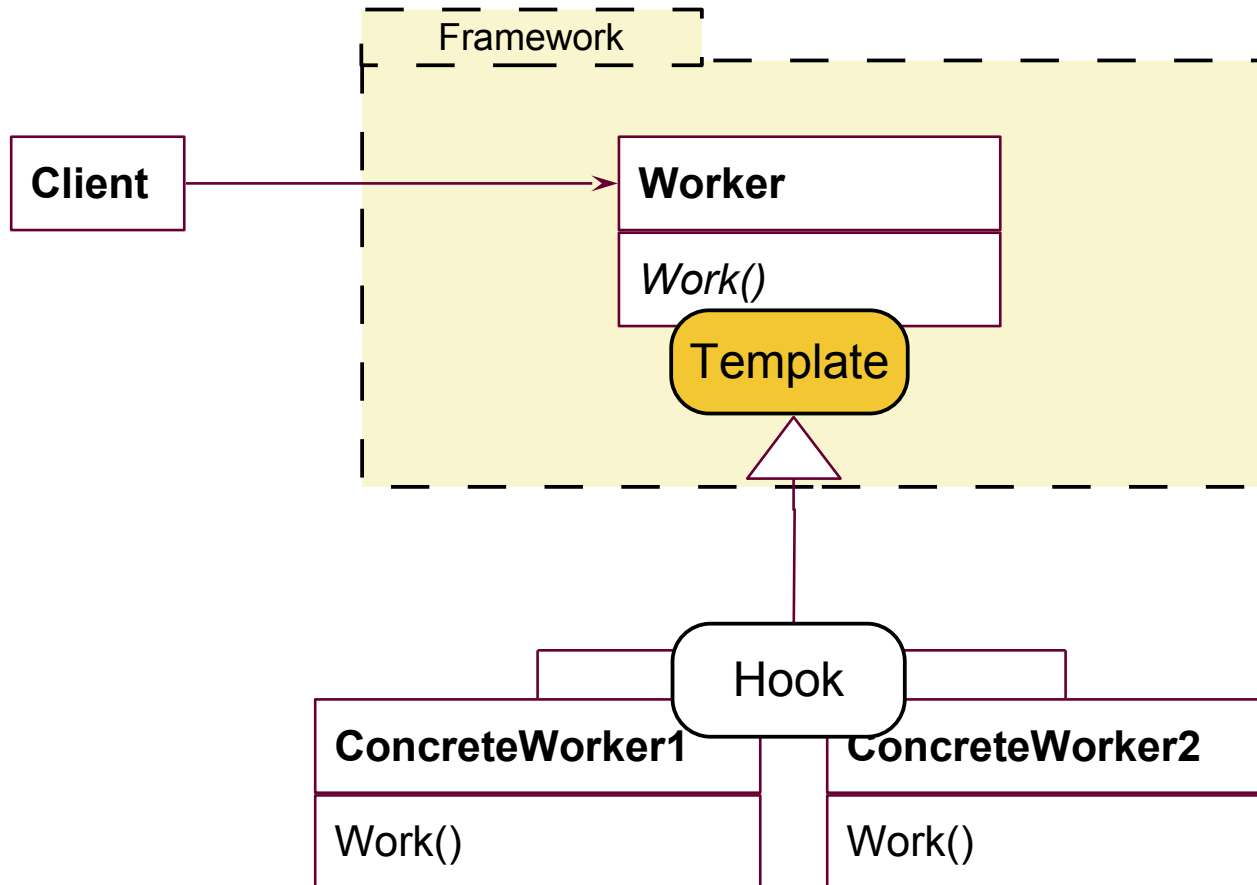 Framework
Client
Worker
Work()
Template
Hook
ConcreteWorker1
ConcreteWorker2
Work()
Work()